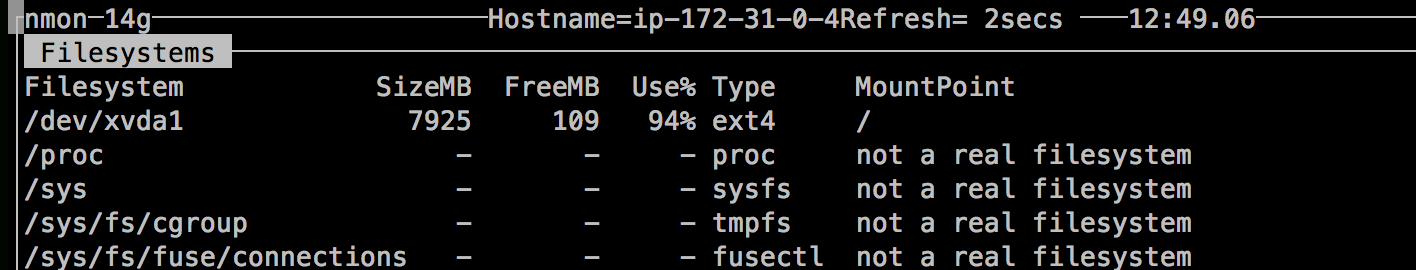 nmon 14g Hostname=ip-172-31-0-4Refresh= 2secs 12:49.06
Filesystems
Filesystem SizeMB FreeMB Use% Type MountPoint
/dev/xvda1 7925 109 94% ext4 /
/proc - - - proc not a real filesystem
/sys - - - sysfs not a real filesystem
/sys/fs/cgroup - - - tmpfs not a real filesystem
/sys/fs/fuse/connections - - - fusectl not a real filesystem